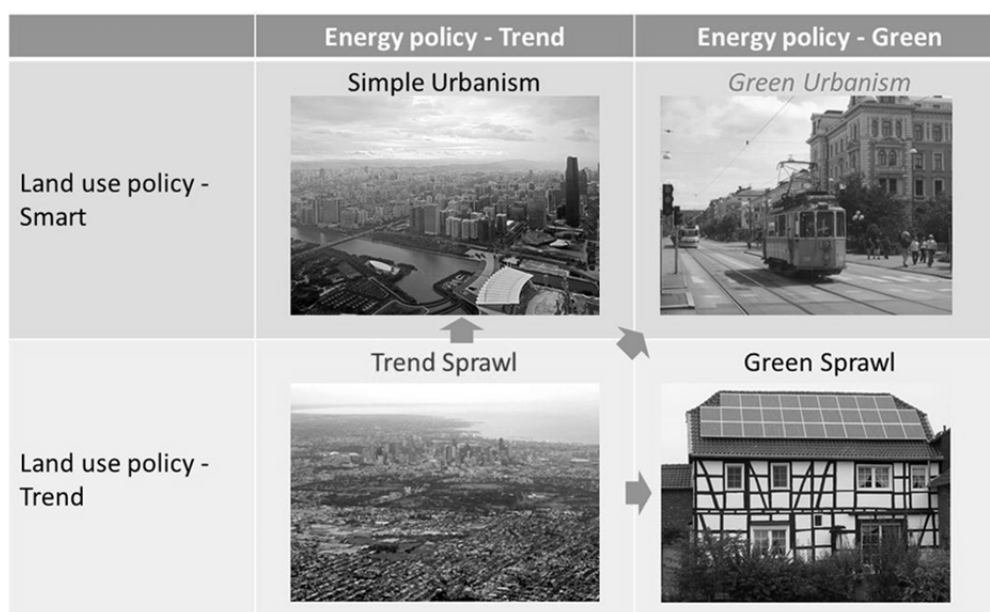 Energy policy - Trend
Energy policy - Green
Land use policy -
Smart
Simple Urbanism
Green Urbanism
Land use policy -
Trend
Trend Sprawl
Green Sprawl